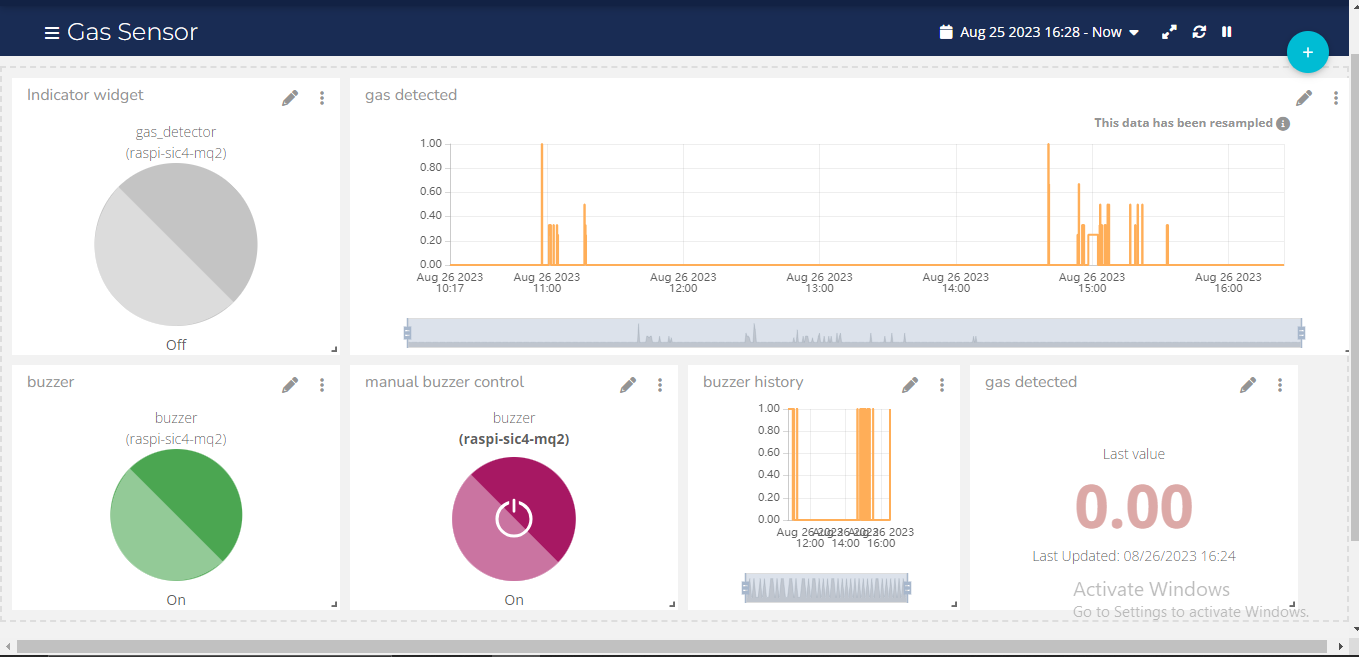 Gas Sensor
Aug 25 2023 16:28 - Now
+
Indicator widget
gas_detector
(raspi-sic4-mq2)
Off
gas detected
This data has been resampled
1.00
0.80
0.60
0.40
0.20
0.00
Aug 26 2023 Aug 26 2023 Aug 26 2023 Aug 26 2023 Aug 26 2023 Aug 26 2023 Aug 26 2023
10:17 11:00 12:00 13:00 14:00 15:00 16:00
buzzer
buzzer
(raspi-sic4-mq2)
On
manual buzzer control
buzzer
(raspi-sic4-mq2)
On
buzzer history
1.00
0.80
0.60
0.40
0.20
0.00
Aug 26 2023 Aug 26 2023 Aug 26 2023
12:00 14:00 16:00
gas detected
Last value
0.00
Last Updated: 08/26/2023 16:24
Activate Windows
Go to Settings to activate Windows.